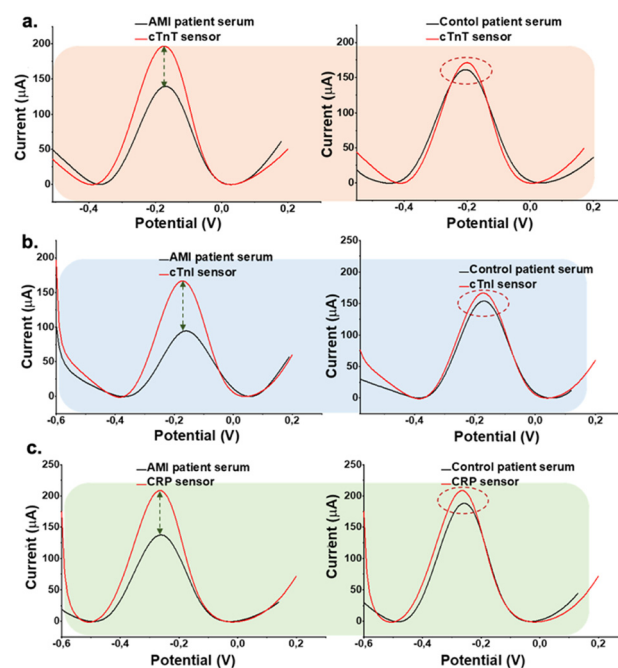 a.
AMI patient serum
cTnT sensor
Current (µA)
200
150
100
50
0
-0,4
-0,2
0,0
0,2
Potential (V)
Contol patient serum
cTnT sensor
Current (µA)
200
150
100
50
0
-0,4
-0,2
0,0
0,2
Potential (V)
b.
AMI patient serum
cTnI sensor
Current (µA)
200
150
100
50
0
-0,6
-0,4
-0,2
0,0
0,2
Potential (V)
Control patient serum
cTnI sensor
Current (µA)
250
200
150
100
50
0
-0,4
-0,2
0,0
0,2
Potential (V)
c.
AMI patient serum
CRP sensor
Current (µA)
250
200
150
100
50
0
-0,6
-0,4
-0,2
0,0
0,2
Potential (V)
Control patient serum
CRP sensor
Current (µA)
250
200
150
100
50
0
-0,6
-0,4
-0,2
0,0
0,2
Potential (V)